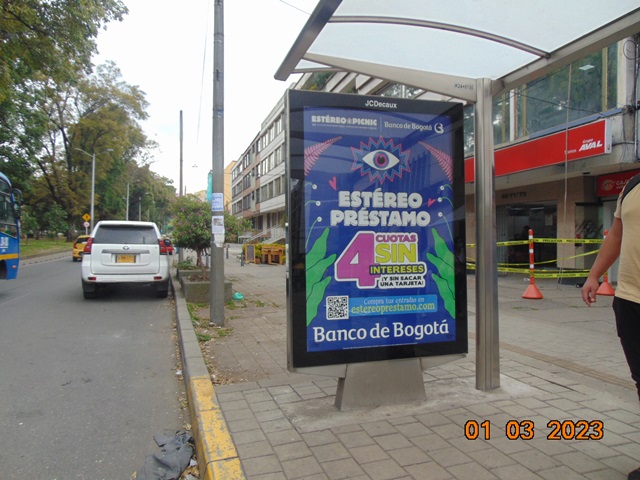 JCDecaux
ESTÉREO PICNIC
Banco de Bogotá
ESTÉREO
PRÉSTAMO
4 CUOTAS
SIN
INTERESES
¡Y SIN SACAR
UNA TARJETA!
Compra tus entradas en
estereoprestamo.com
Banco de Bogotá
Grupo
AVAL
01 03 2023